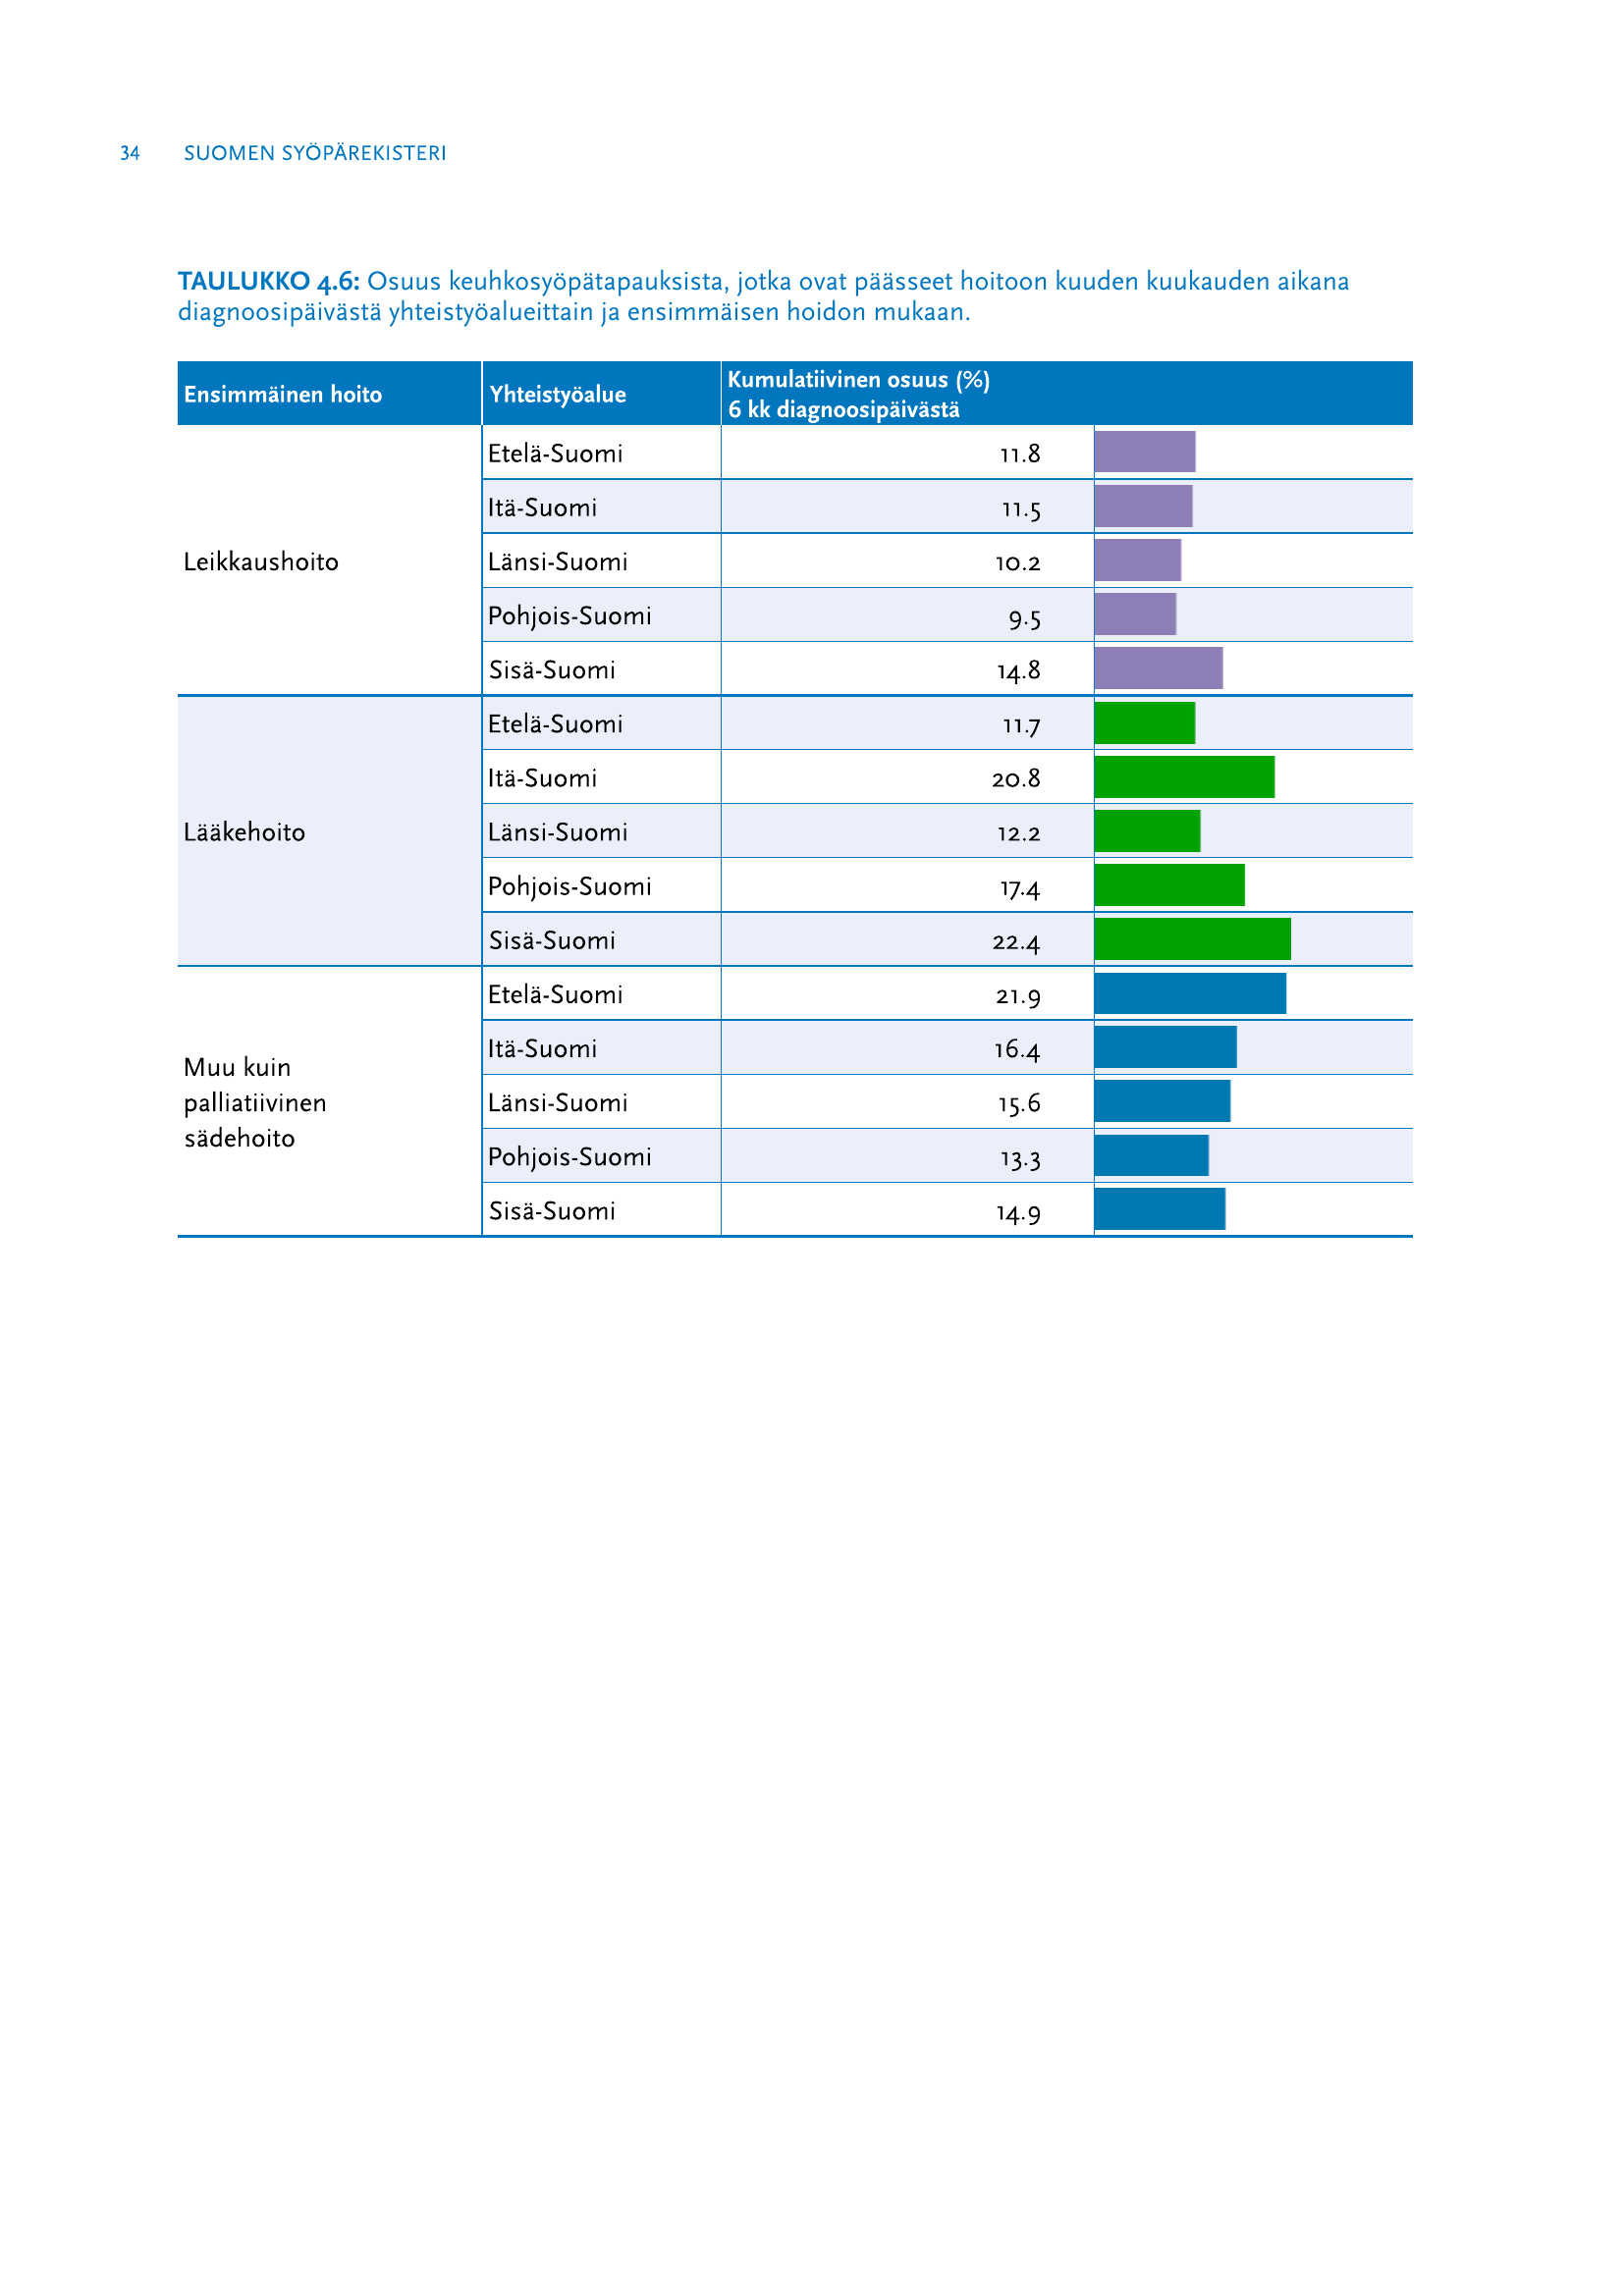 34 SUOMEN SYÖPÄREKISTERI
TAULUKKO 4.6: Osuus keuhkosyöpätapauksista, jotka ovat päässeet hoitoon kuuden kuukauden aikana
diagnoosipäivästä yhteistyöalueittain ja ensimmäisen hoidon mukaan.
Ensimmäinen hoito Yhteistyöalue Kumulatiivinen osuus (%)
6 kk diagnoosipäivästä
Etelä-Suomi 11.8
Itä-Suomi 11.5
Leikkaushoito Länsi-Suomi 10.2
Pohjois-Suomi 9.5
Sisä-Suomi 14.8
Etelä-Suomi 11.7
Itä-Suomi 20.8
Lääkehoito Länsi-Suomi 12.2
Pohjois-Suomi 17.4
Sisä-Suomi 22.4
Etelä-Suomi 21.9
Itä-Suomi 16.4
Muu kuin
palliatiivinen Länsi-Suomi 15.6
sädehoito
Pohjois-Suomi 13.3
Sisä-Suomi 14.9